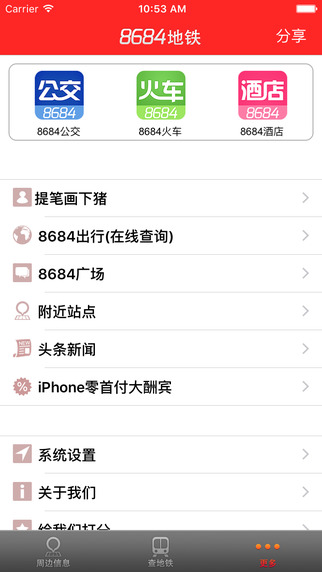 Carrier 10:53 AM
8684地铁 分享
公交 火车 酒店
8684 8684 8684
8684公交 8684火车 8684酒店
提笔画下猪
8684出行(在线查询)
8684广场
附近站点
NEW
头条新闻
iPhone零首付大酬宾
系统设置
关于我们
给我们打分
周边信息 查地铁 更多